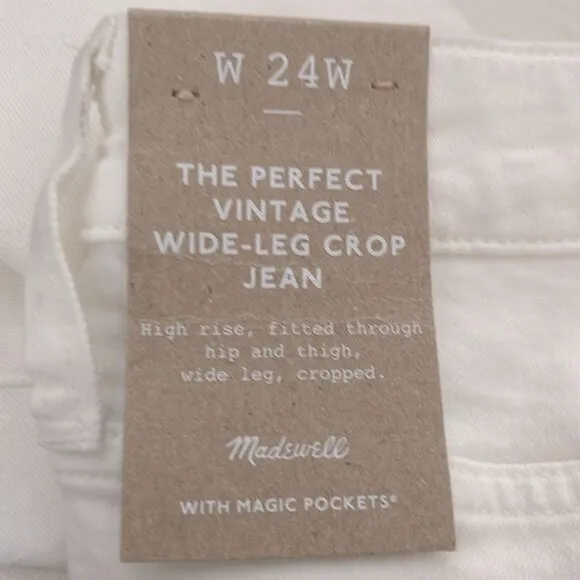 W 24W
THE PERFECT
VINTAGE
WIDE-LEG CROP
JEAN
High rise, fitted through
hip and thigh,
wide leg, cropped.
Madewell
WITH MAGIC POCKETS®